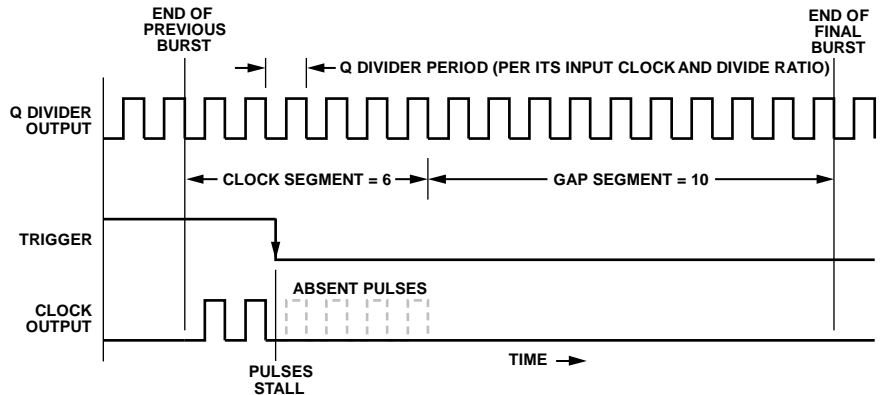 END OF
PREVIOUS
BURST
END OF
FINAL
BURST
Q DIVIDER PERIOD (PER ITS INPUT CLOCK AND DIVIDE RATIO)
Q DIVIDER
OUTPUT
CLOCK SEGMENT = 6
GAP SEGMENT = 10
TRIGGER
ABSENT PULSES
CLOCK
OUTPUT
TIME
PULSES
STALL